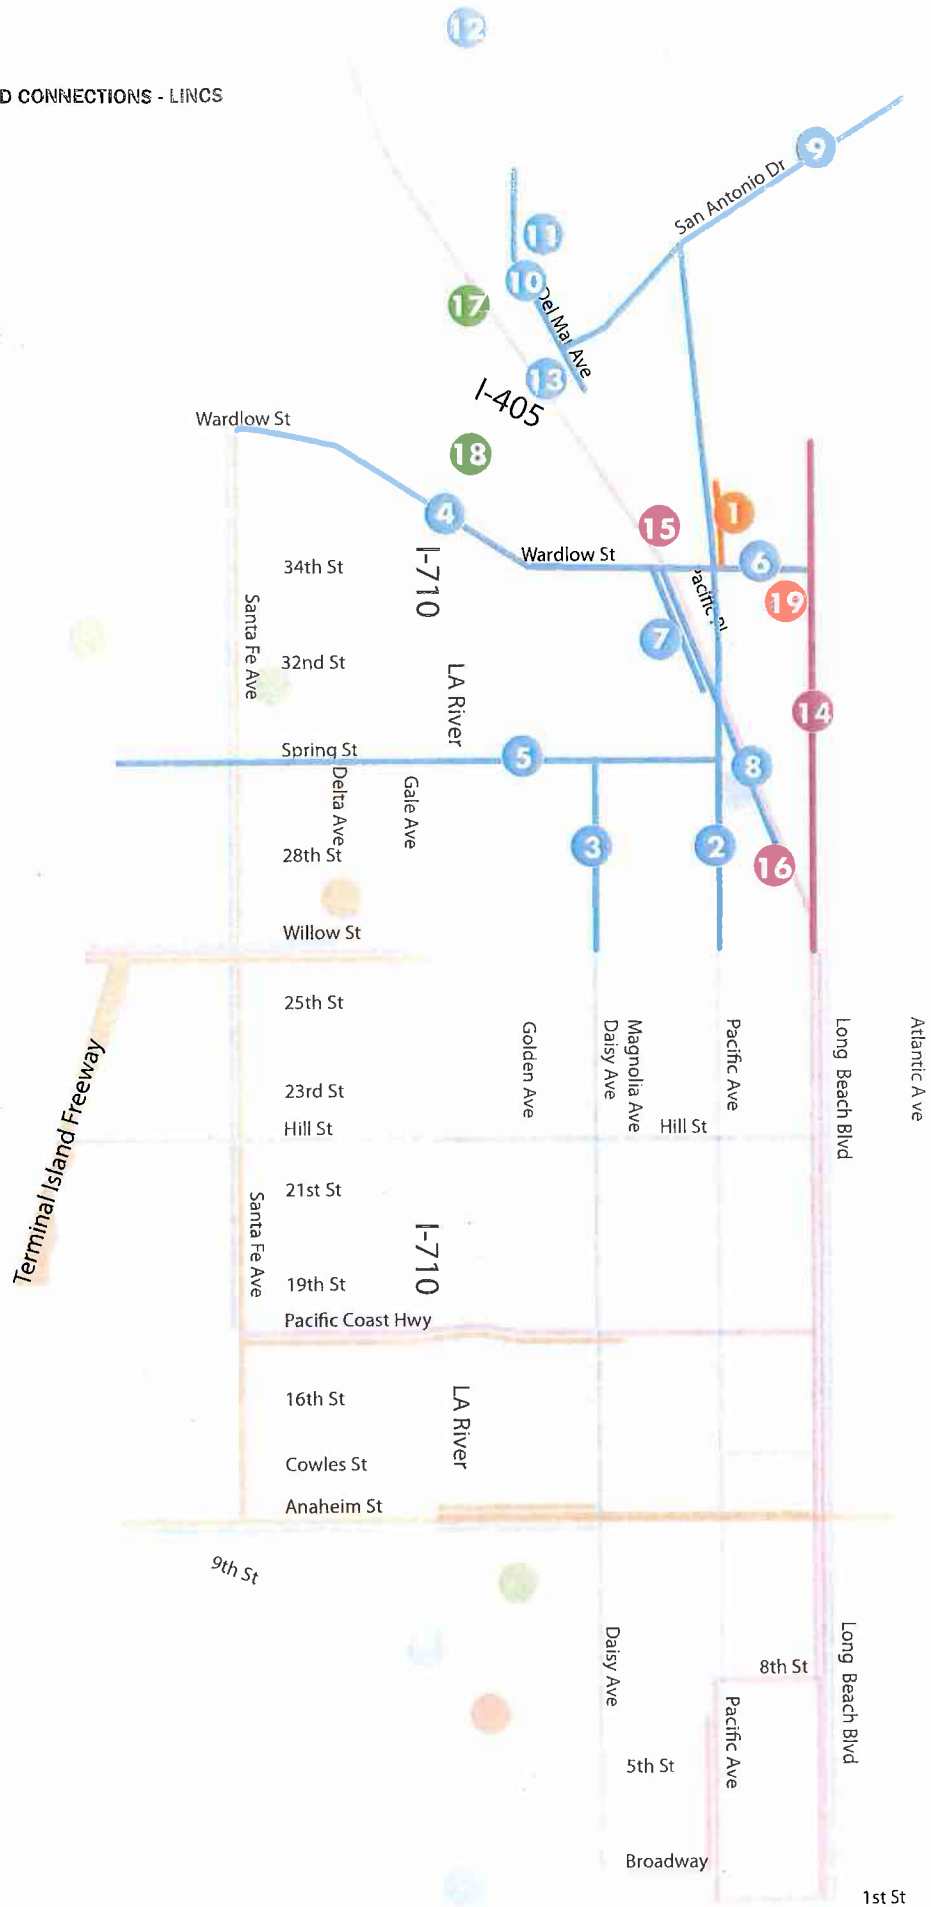 12
D CONNECTIONS - LINCS
9
San Antonio Dr
11
10
17
Del Mar Ave
13
I-405
Wardlow St
18
4
15
1
Wardlow St
6
34th St
I-710
Pacific Pl
19
Santa Fe Ave
7
32nd St
LA River
14
Spring St
5
8
Delta Ave
Gale Ave
28th St
3
2
16
Willow St
25th St
Golden Ave
Daisy Ave
Magnolia Ave
Pacific Ave
Long Beach Blvd
Atlantic Ave
Terminal Island Freeway
23rd St
Hill St
Hill St
21st St
Santa Fe Ave
I-710
19th St
Pacific Coast Hwy
16th St
LA River
Cowles St
Anaheim St
9th St
Daisy Ave
Long Beach Blvd
8th St
Pacific Ave
5th St
Broadway
1st St